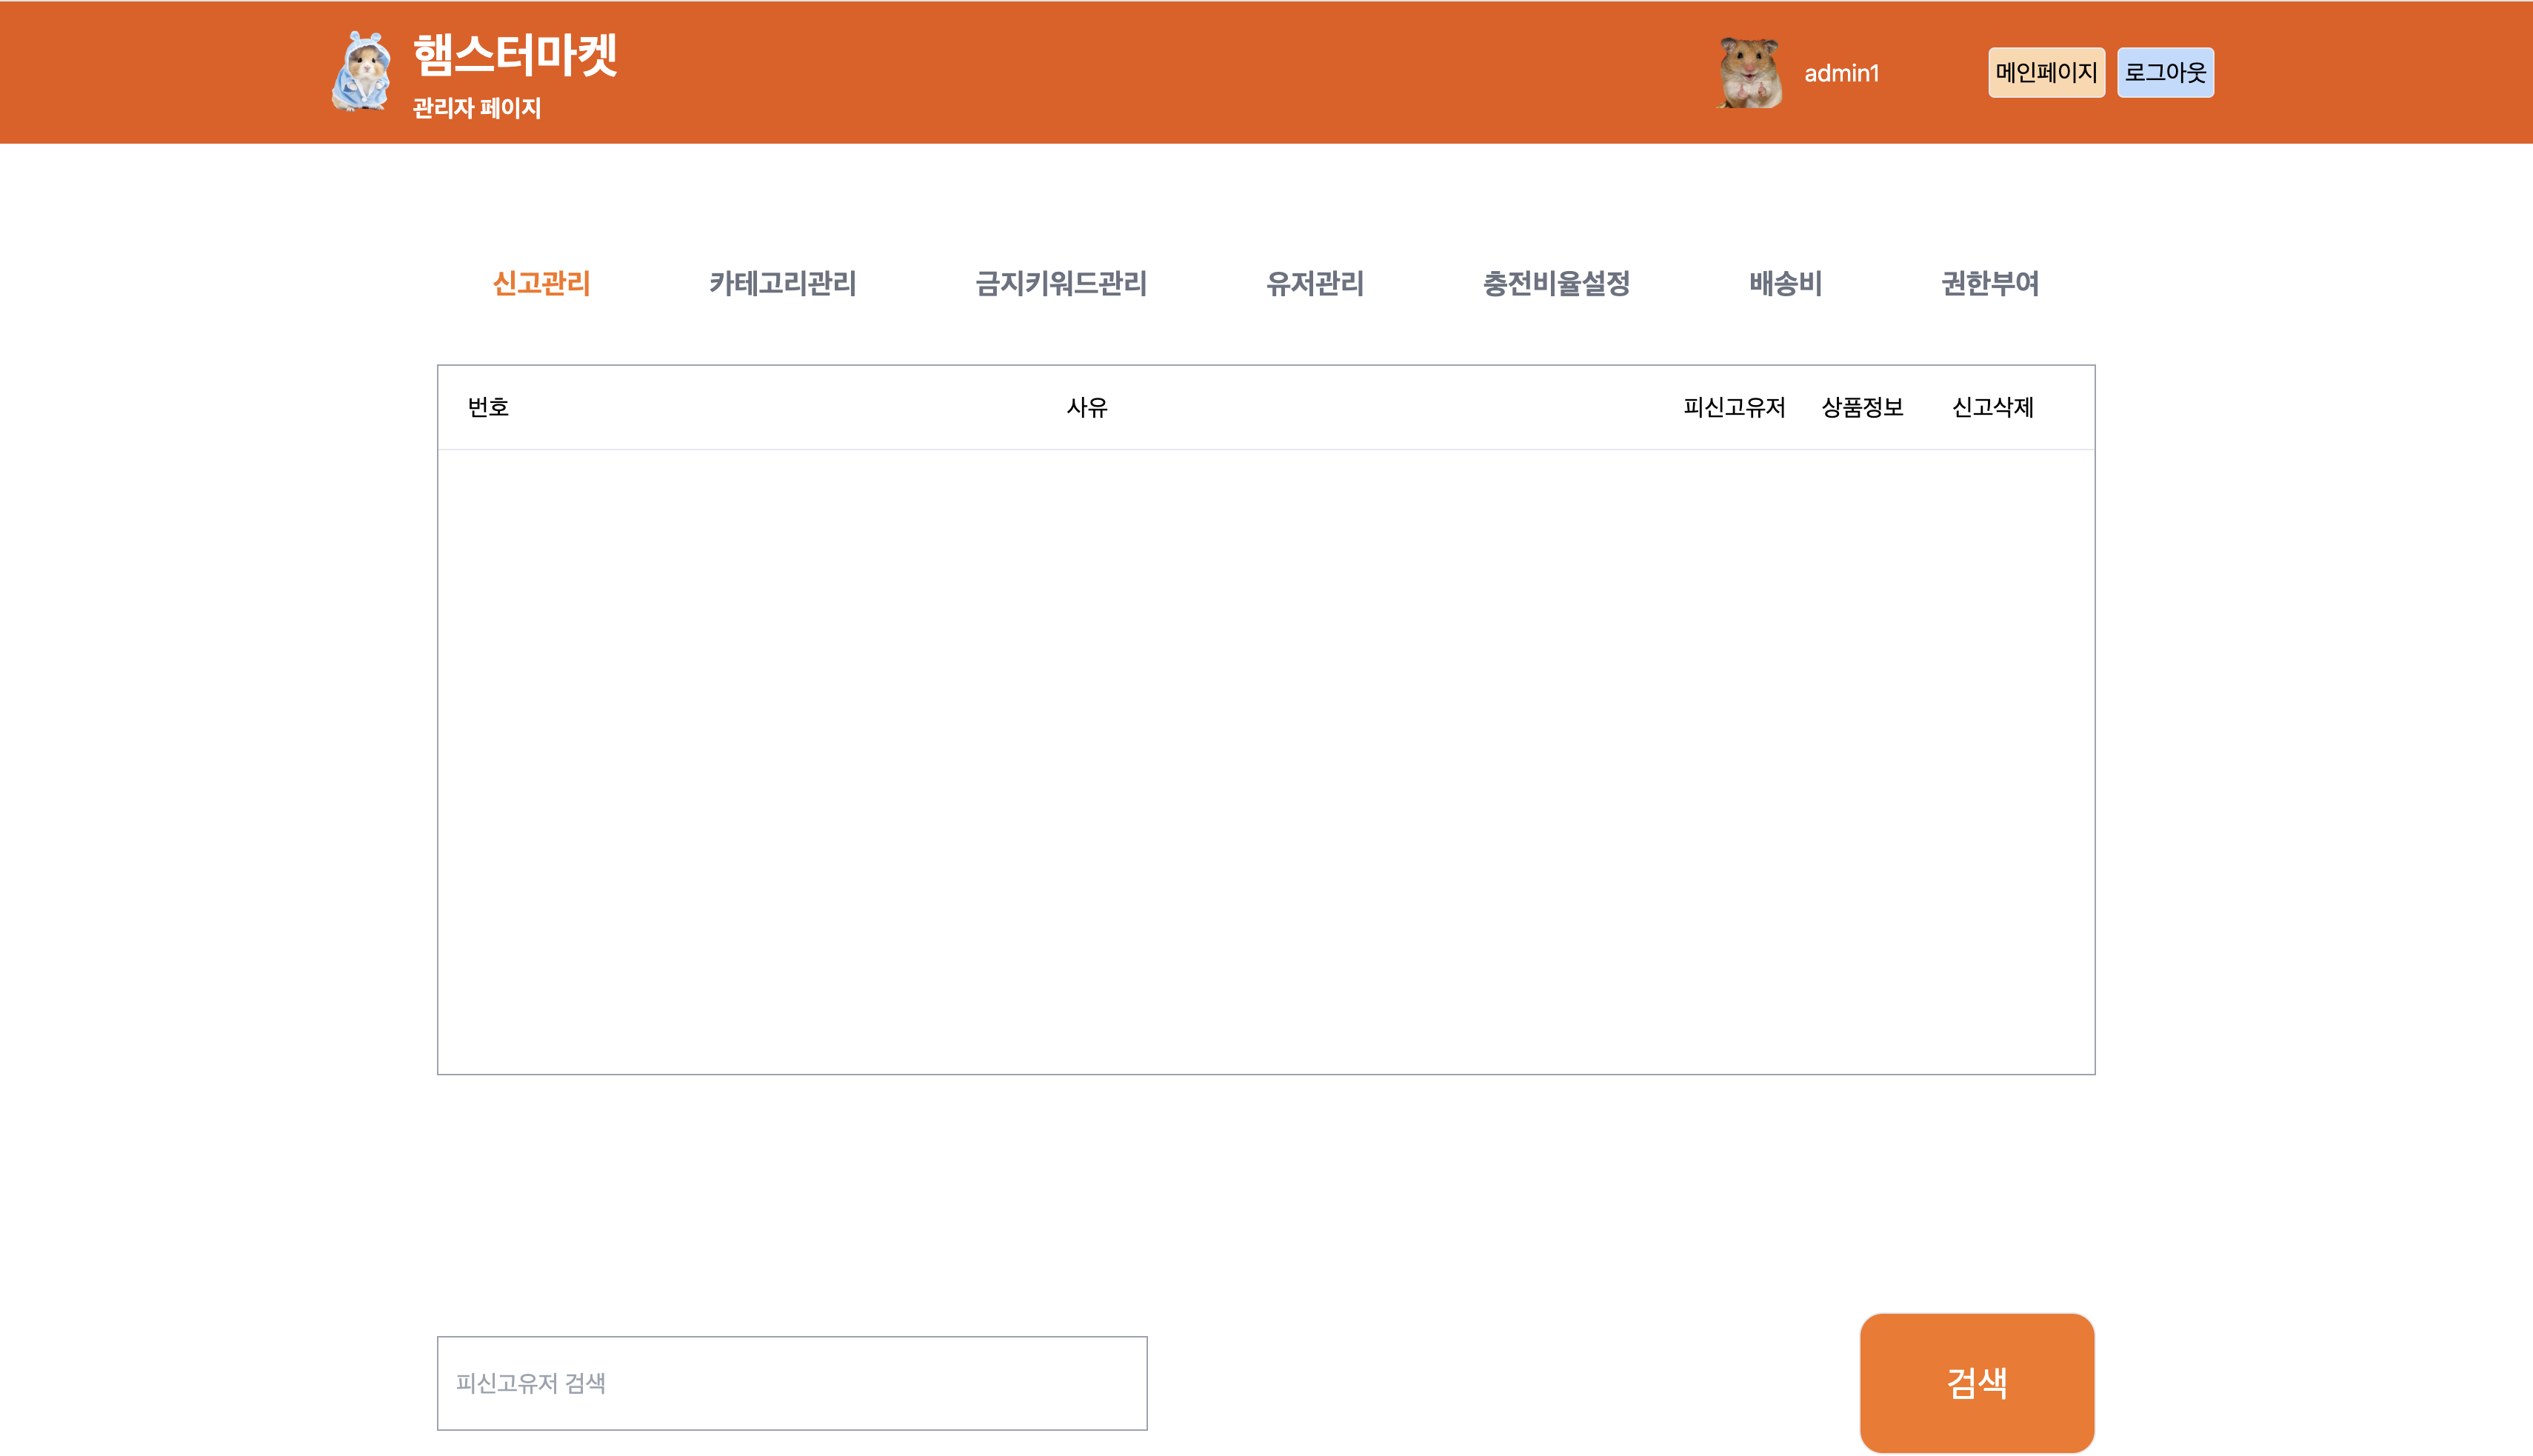 햄스터마켓
관리자 페이지
admin1
메인페이지
로그아웃
신고관리 카테고리관리 금지키워드관리 유저관리 충전비율설정 배송비 권한부여
번호 사유 피신고유저 상품정보 신고삭제
피신고유저 검색
검색